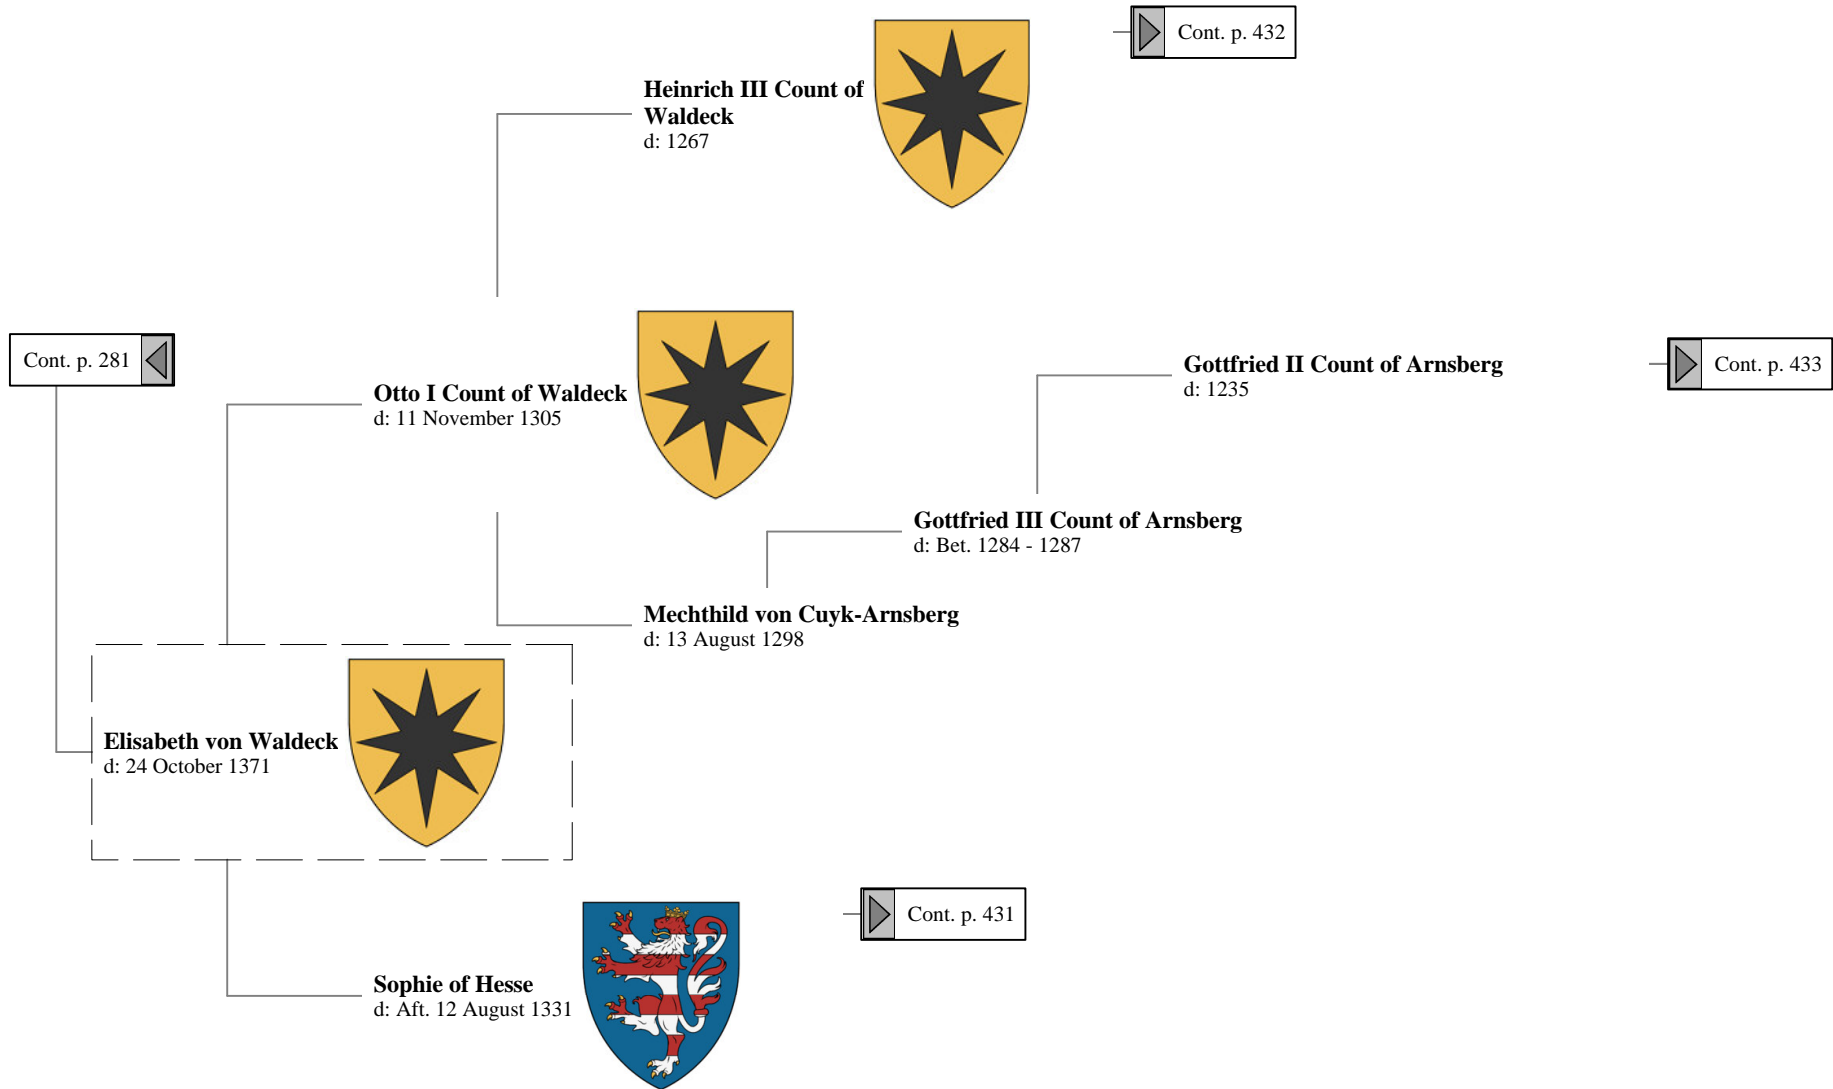 Cont. p. 432
Heinrich III Count of
Waldeck
d: 1267
Cont. p. 281
Otto I Count of Waldeck
d: 11 November 1305
Gottfried II Count of Arnsberg
d: 1235
Cont. p. 433
Gottfried III Count of Arnsberg
d: Bet. 1284 - 1287
Mechthild von Cuyk-Arnsberg
d: 13 August 1298
Elisabeth von Waldeck
d: 24 October 1371
Cont. p. 431
Sophie of Hesse
d: Aft. 12 August 1331